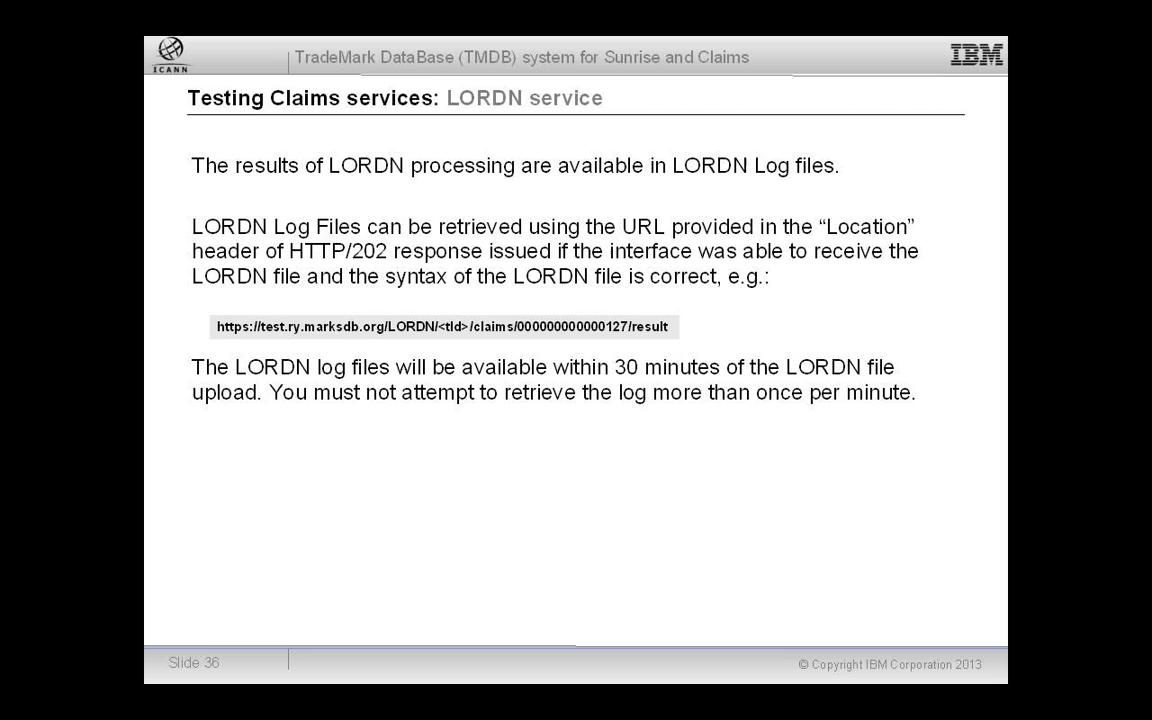 ICANN
TradeMark DataBase (TMDB) system for Sunrise and Claims
IBM
Testing Claims services: LORDN service
The results of LORDN processing are available in LORDN Log files.
LORDN Log Files can be retrieved using the URL provided in the “Location”
header of HTTP/202 response issued if the interface was able to receive the
LORDN file and the syntax of the LORDN file is correct, e.g.:
https://test.ry.marksdb.org/LORDN/<tld>/claims/000000000000127/result
The LORDN log files will be available within 30 minutes of the LORDN file
upload. You must not attempt to retrieve the log more than once per minute.
Slide 36
© Copyright IBM Corporation 2013